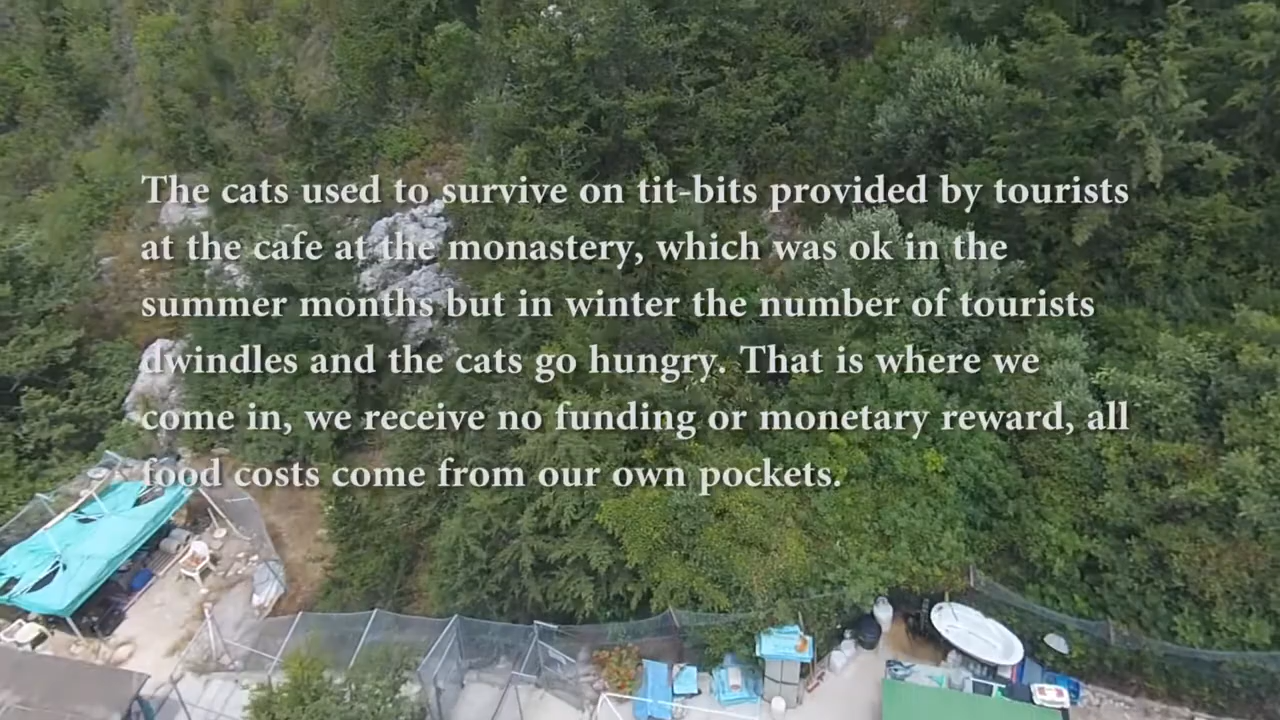 The cats used to survive on tit-bits provided by tourists
at the cafe at the monastery, which was ok in the
summer months but in winter the number of tourists
dwindles and the cats go hungry. That is where we
come in, we receive no funding or monetary reward, all
food costs come from our own pockets.